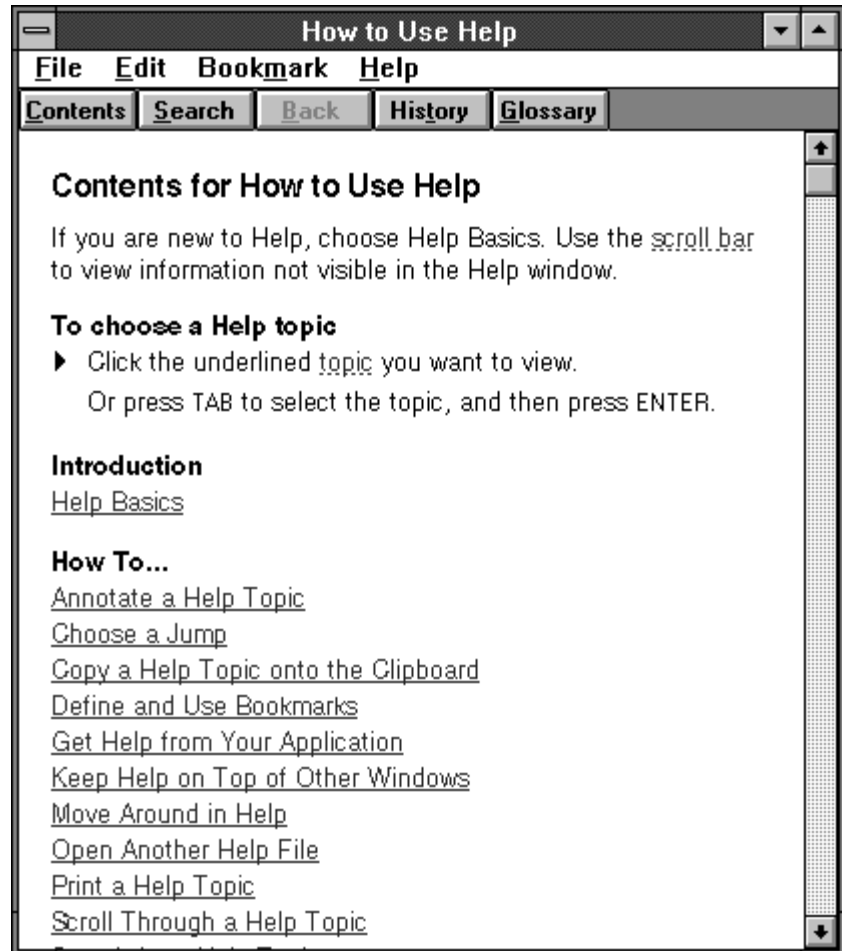 How to Use Help
File Edit Bookmark Help
Contents Search Back History Glossary
Contents for How to Use Help
If you are new to Help, choose Help Basics. Use the scroll bar
to view information not visible in the Help window.
To choose a Help topic
Click the underlined topic you want to view.
Or press TAB to select the topic, and then press ENTER.
Introduction
Help Basics
How To...
Annotate a Help Topic
Choose a Jump
Copy a Help Topic onto the Clipboard
Define and Use Bookmarks
Get Help from Your Application
Keep Help on Top of Other Windows
Move Around in Help
Open Another Help File
Print a Help Topic
Scroll Through a Help Topic